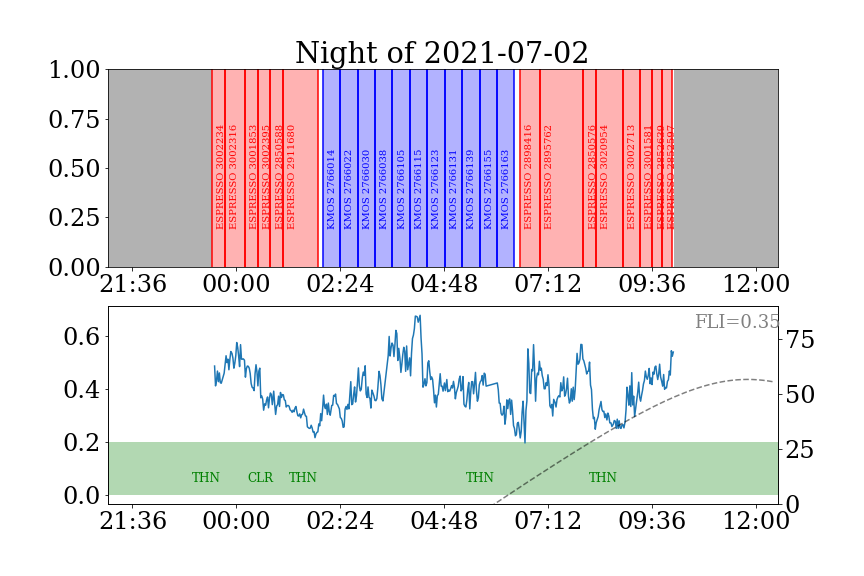 Night of 2021-07-02
1.00
0.75
0.50
0.25
0.00
ESPRESSO 3002234
ESPRESSO 3002316
ESPRESSO 3001853
ESPRESSO 3002395
ESPRESSO 2850588
ESPRESSO 2911680
KMOS 2766014
KMOS 2766022
KMOS 2766030
KMOS 2766038
KMOS 2766105
KMOS 2766115
KMOS 2766123
KMOS 2766131
KMOS 2766139
KMOS 2766155
KMOS 2766163
ESPRESSO 2898416
ESPRESSO 2895762
ESPRESSO 2850576
ESPRESSO 3020954
ESPRESSO 3002713
ESPRESSO 3001581
ESPRESSO 2852629
ESPRESSO 2852597
21:36 00:00 02:24 04:48 07:12 09:36 12:00
FLI=0.35
0.6
0.4
0.2
0.0
75
50
25
0
THN CLR THN THN THN
21:36 00:00 02:24 04:48 07:12 09:36 12:00